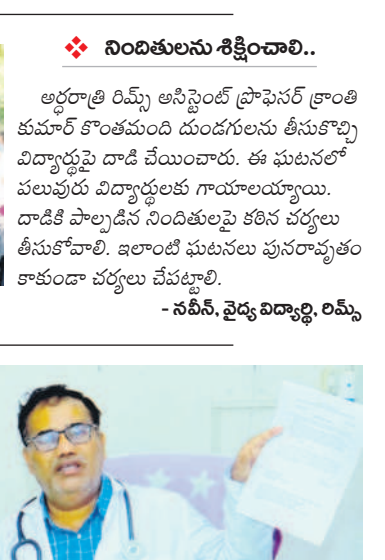 ❖ నిందితులను శిక్షించాలి..
అర్ధరాత్రి రిమ్స్ అసిస్టెంట్ ప్రొఫెసర్ క్రాంతి
కుమార్ కొంతమంది దుండగులను తీసుకొచ్చి
విద్యార్థుపై దాడి చేయించారు. ఈ ఘటనలో
పలువురు విద్యార్థులకు గాయాలయ్యాయి.
దాడికి పాల్పడిన నిందితులపై కఠిన చర్యలు
తీసుకోవాలి. ఇలాంటి ఘటనలు పునరావృతం
కాకుండా చర్యలు చేపట్టాలి.
- నవీన్, వైద్య విద్యార్థి, రిమ్స్